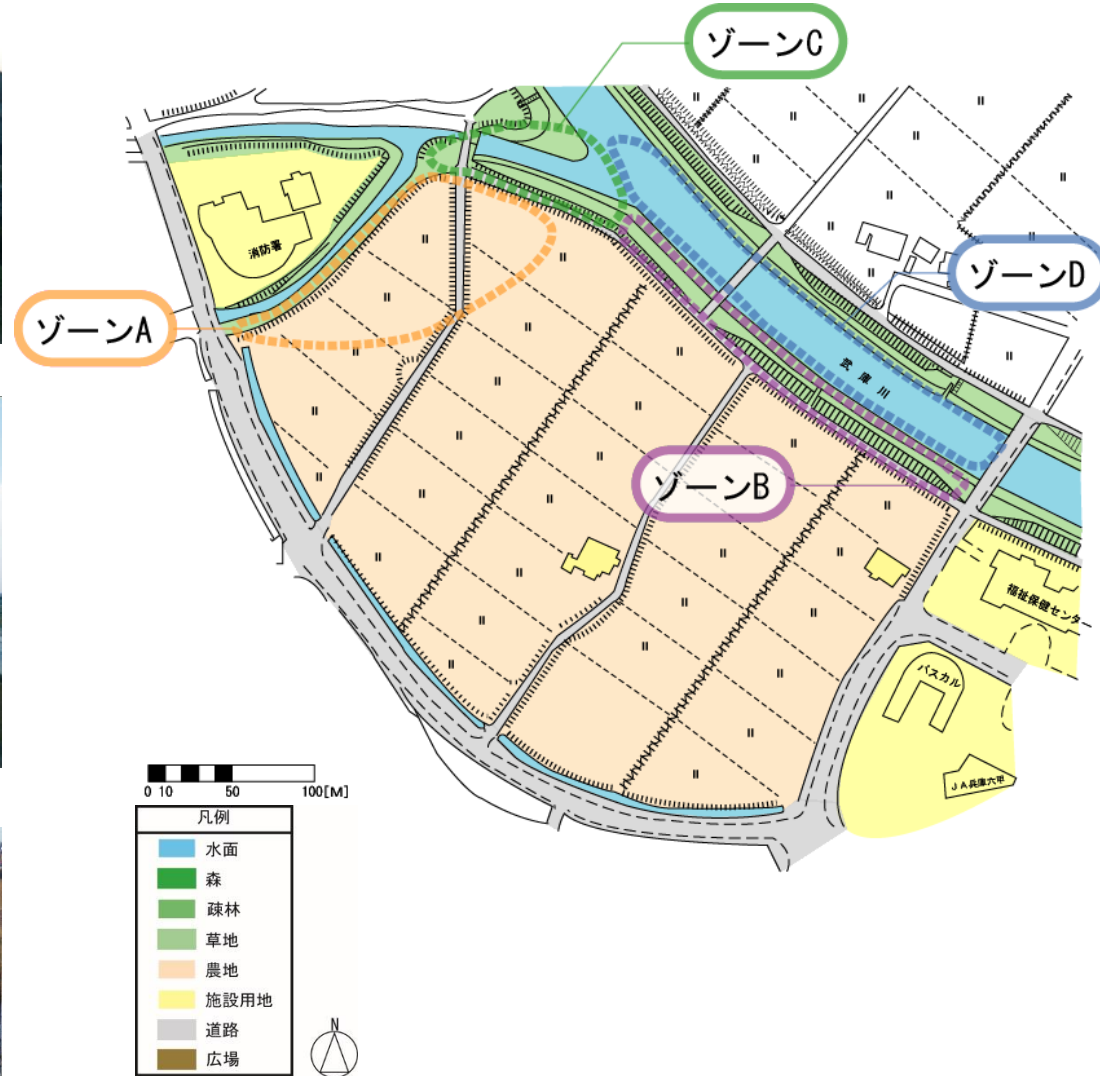 ゾーンC
消防署
ゾーンD
ゾーンA
武庫川
ゾーンB
福祉保健センター
パスカル
JA兵庫六甲
0 10 50 100[M]
凡例
水面
森
疎林
草地
農地
施設用地
道路
広場
N